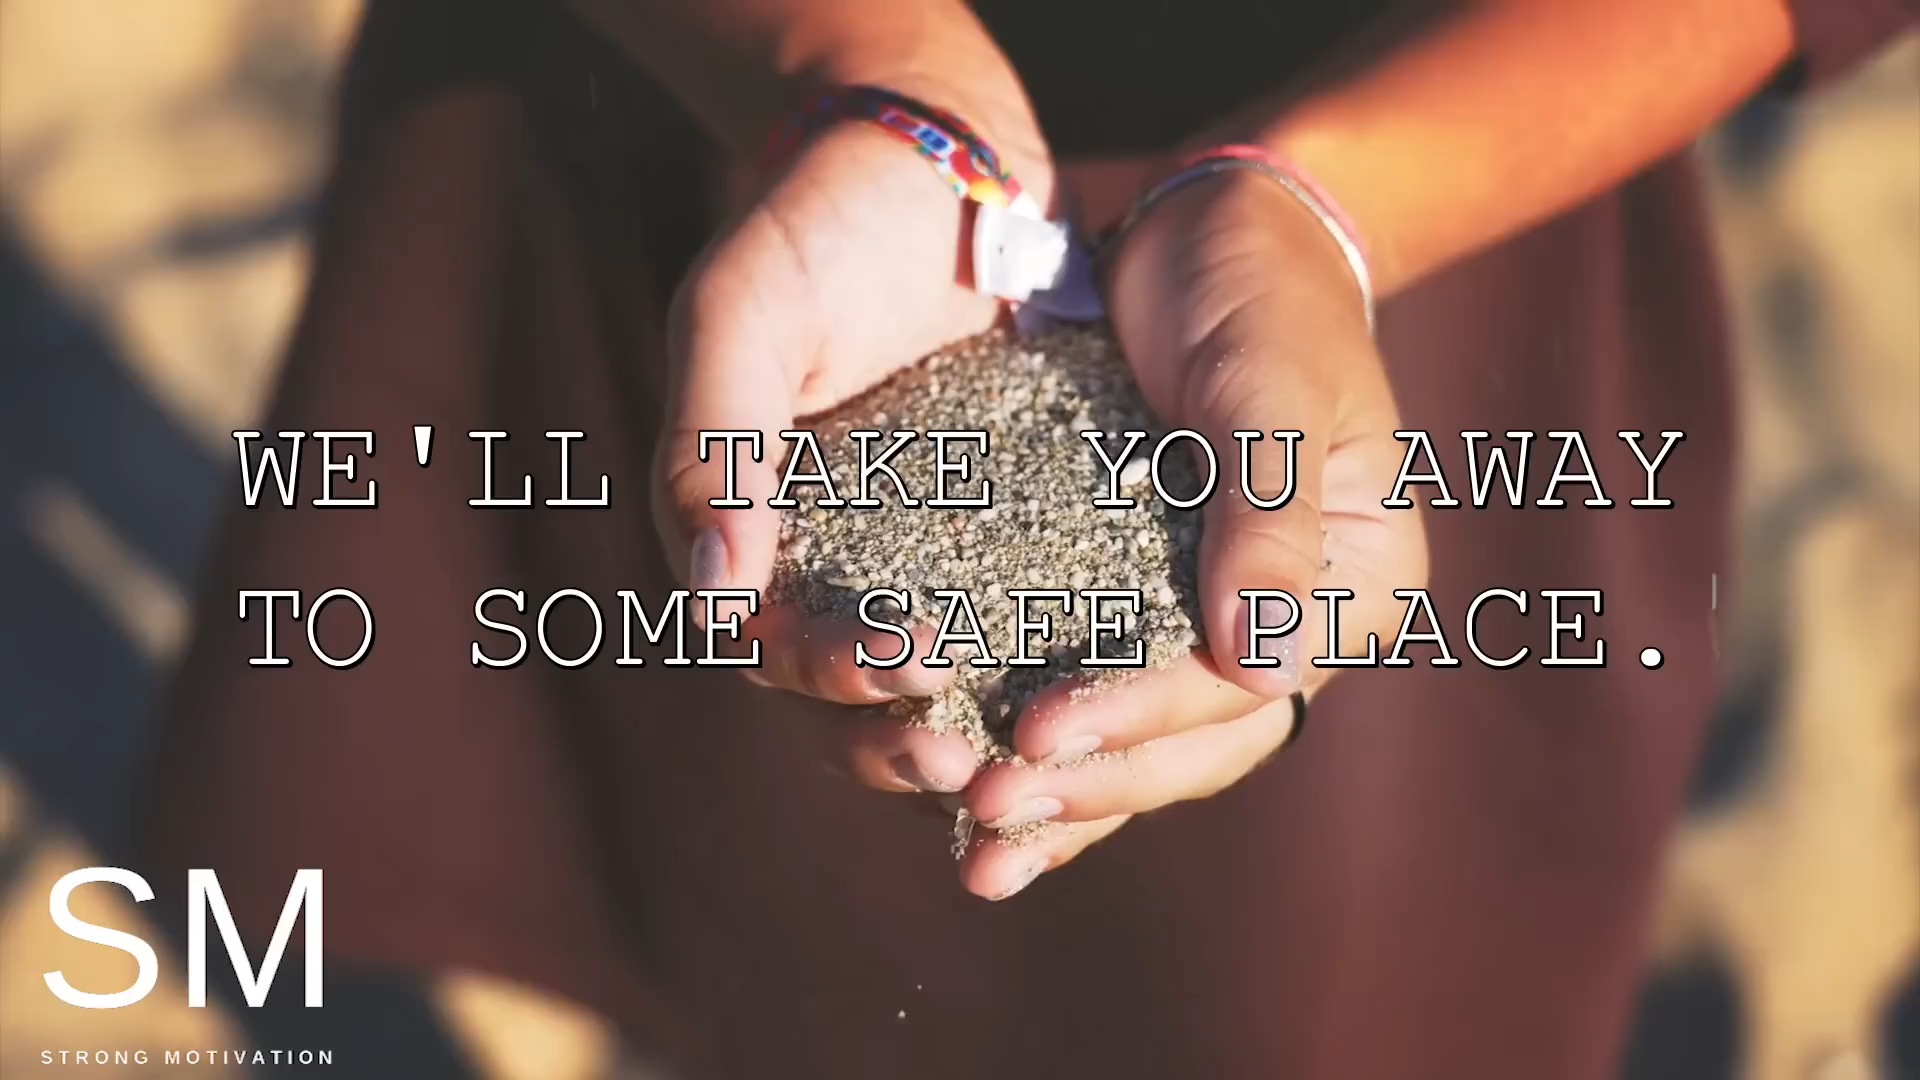 WE'LL TAKE YOU AWAY
TO SOME SAFE PLACE.
SM
STRONG MOTIVATION